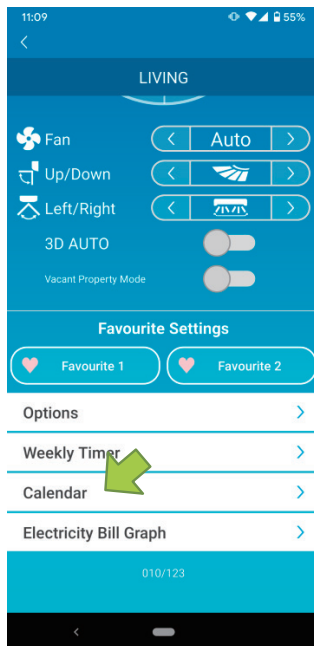 11:09
55%
LIVING
Fan
Auto
Up/Down
Left/Right
3D AUTO
Vacant Property Mode
Favourite Settings
Favourite 1
Favourite 2
Options
Weekly Timer
Calendar
Electricity Bill Graph
010/123